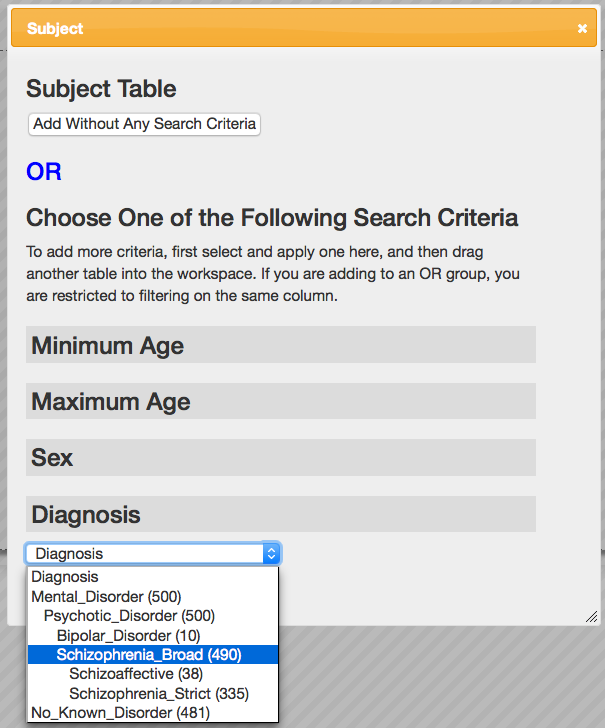 Subject
Subject Table
Add Without Any Search Criteria
OR
Choose One of the Following Search Criteria
To add more criteria, first select and apply one here, and then drag
another table into the workspace. If you are adding to an OR group, you
are restricted to filtering on the same column.
Minimum Age
Maximum Age
Sex
Diagnosis
Diagnosis
Diagnosis
Mental_Disorder (500)
Psychotic_Disorder (500)
Bipolar_Disorder (10)
Schizophrenia_Broad (490)
Schizoaffective (38)
Schizophrenia_Strict (335)
No_Known_Disorder (481)